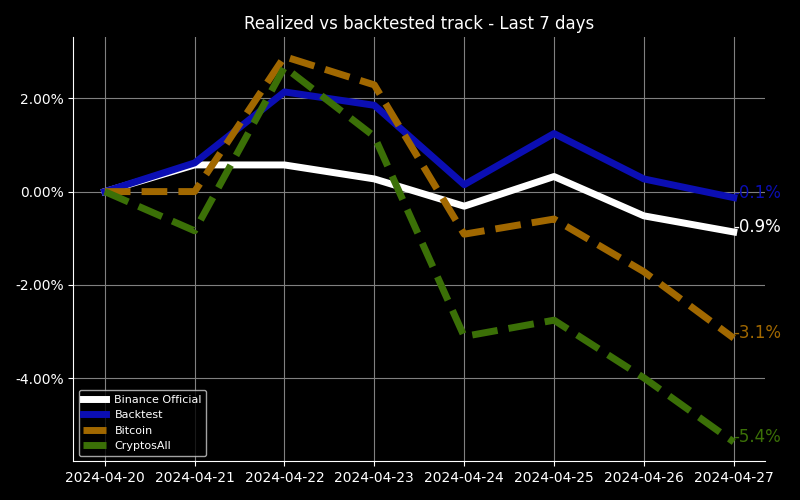 Realized vs backtested track - Last 7 days
2.00%
0.00%
-2.00%
-4.00%
-0.1%
-0.9%
-3.1%
-5.4%
Binance Official
Backtest
Bitcoin
CryptosAll
2024-04-20 2024-04-21 2024-04-22 2024-04-23 2024-04-24 2024-04-25 2024-04-26 2024-04-27